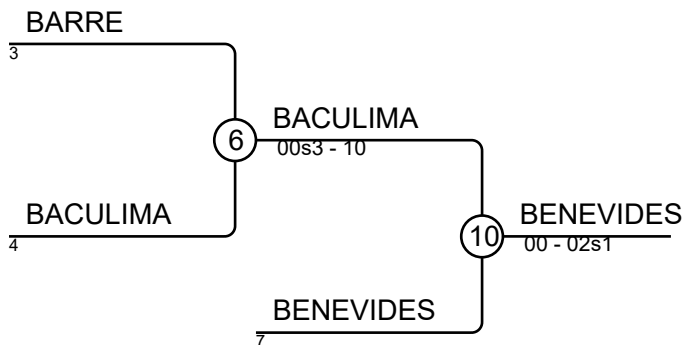 BARRE
3
6
BACULIMA
00s3 - 10
BACULIMA
4
10
BENEVIDES
00 - 02s1
BENEVIDES
7